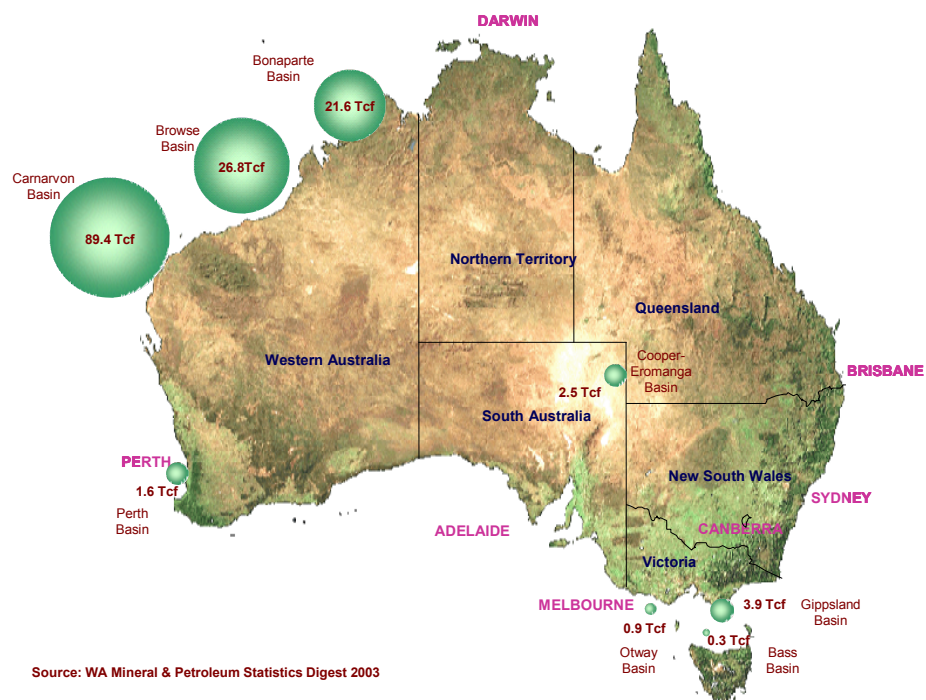 DARWIN
Bonaparte
Basin
21.6 Tcf
Browse
Basin
26.8Tcf
Carnarvon
Basin
89.4 Tcf
Northern Territory
Queensland
Western Australia
Cooper-
Eromanga
Basin
2.5 Tcf
BRISBANE
South Australia
PERTH
1.6 Tcf
Perth
Basin
New South Wales
SYDNEY
ADELAIDE
CANBERRA
Victoria
MELBOURNE
3.9 Tcf
Gippsland
Basin
0.9 Tcf
Otway
Basin
0.3 Tcf
Bass
Basin
Source: WA Mineral & Petroleum Statistics Digest 2003